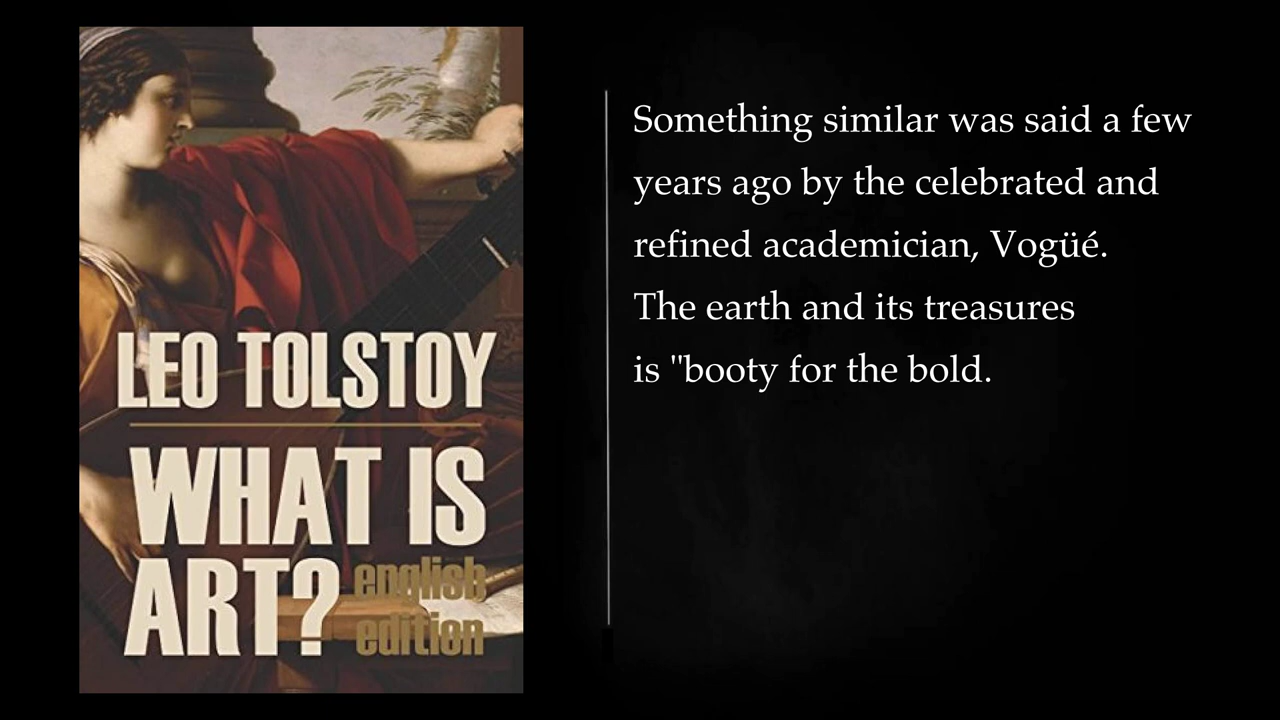 LEO TOLSTOY
WHAT IS
ART?
english
edition
Something similar was said a few
years ago by the celebrated and
refined academician, Vogüé.
The earth and its treasures
is "booty for the bold.